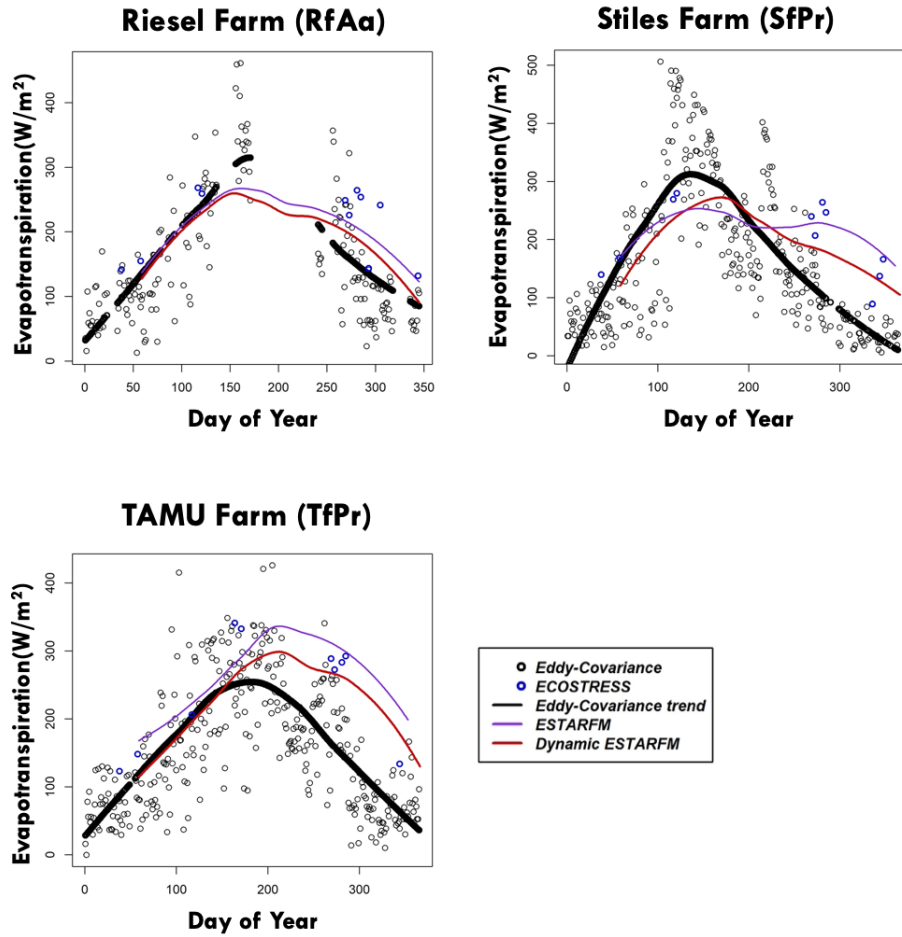 Riesel Farm (RfAa)
Evapotranspiration(W/m²)
400
300
200
100
0
0 50 100 150 200 250 300 350
Day of Year
Stiles Farm (SfPr)
Evapotranspiration(W/m²)
500
400
300
200
100
0
0 100 200 300
Day of Year
TAMU Farm (TfPr)
Evapotranspiration(W/m²)
400
300
200
100
0
0 100 200 300
Day of Year
Eddy-Covariance
ECOSTRESS
Eddy-Covariance trend
ESTARFM
Dynamic ESTARFM